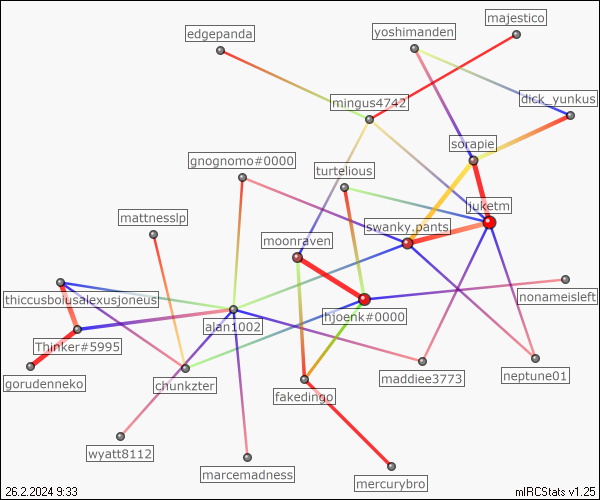 majestico
edgepanda
yoshimanden
dick_yunkus
mingus4742
sorapie
gnognomo#0000
turtelious
juketm
mattnesslp
swanky.pants
moonraven
thiccusboiusalexusjoneus
nonameisleft
hjoenk#0000
alan1002
Thinker#5995
neptune01
maddiee3773
gorudenneko
chunkzter
fakedingo
wyatt8112
marcemadness
mercurybro
26.2.2024 9:33
mIRCStats v1.25